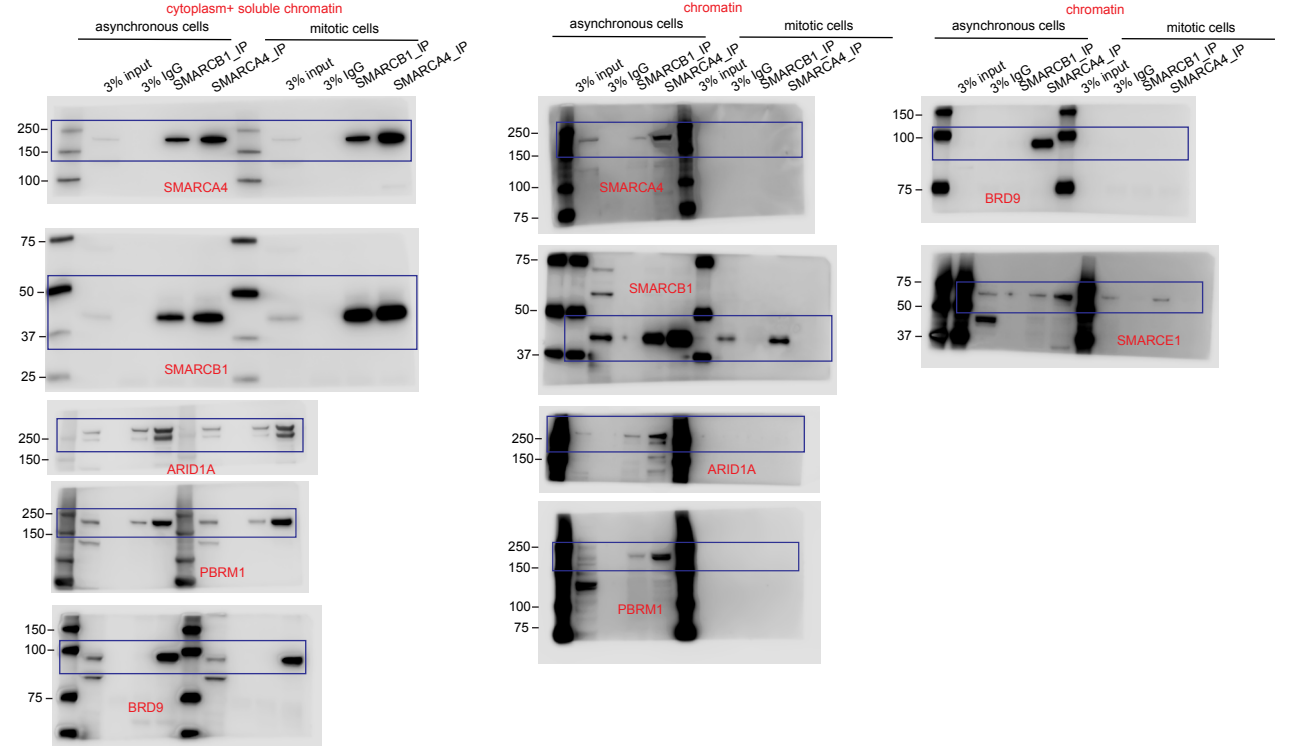 cytoplasm+ soluble chromatin
asynchronous cells
mitotic cells
3% input
3% IgG
SMARCB1_IP
SMARCA4_IP
3% input
3% IgG
SMARCB1_IP
SMARCA4_IP
250
150
100
SMARCA4
75
50
37
25
SMARCB1
250
150
ARID1A
250
150
PBRM1
150
100
75
BRD9
chromatin
asynchronous cells
mitotic cells
3% input
3% IgG
SMARCB1_IP
SMARCA4_IP
3% input
3% IgG
SMARCB1_IP
SMARCA4_IP
250
150
100
75
SMARCA4
75
50
37
SMARCB1
250
150
ARID1A
250
150
100
75
PBRM1
chromatin
asynchronous cells
mitotic cells
3% input
3% IgG
SMARCB1_IP
SMARCA4_IP
3% input
3% IgG
SMARCB1_IP
SMARCA4_IP
150
100
75
BRD9
75
50
37
SMARCE1